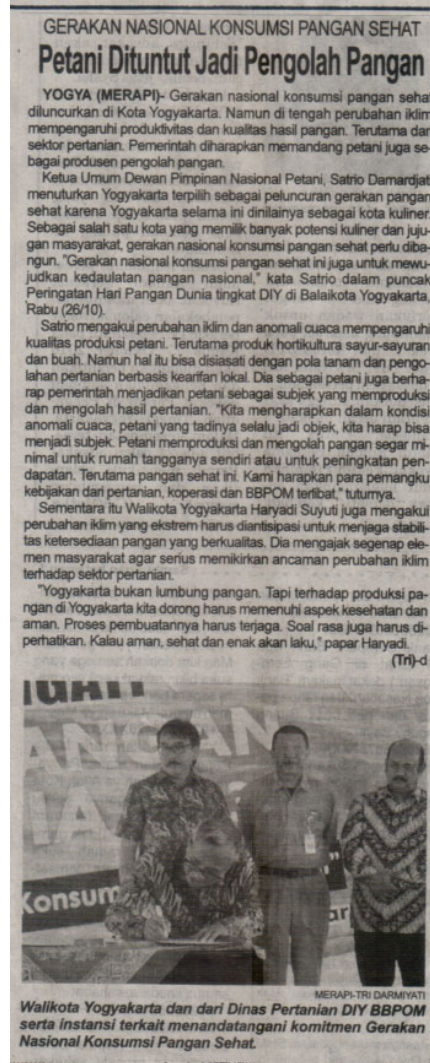 GERAKAN NASIONAL KONSUMSI PANGAN SEHAT
Petani Dituntut Jadi Pengolah Pangan
YOGYA (MERAPI)- Gerakan nasional konsumsi pangan sehat
diluncurkan di Kota Yogyakarta. Namun di tengah perubahan iklim
mempengaruhi produktivitas dan kualitas hasil pangan. Terutama dar
sektor pertanian. Pemerintah diharapkan memandang petani juga se-
bagai produsen pengolah pangan.
Ketua Umum Dewan Pimpinan Nasional Petani, Satrio Damardjat
menuturkan Yogyakarta terpilih sebagai peluncuran gerakan pangan
sehat karena Yogyakarta selama ini dinilainya sebagai kota kuliner.
Sebagai salah satu kota yang memilik banyak potensi kuliner dan juju-
gan masyarakat, gerakan nasional konsumsi pangan sehat perlu diba-
ngun. "Gerakan nasional konsumsi pangan sehat ini juga untuk mewu-
judkan kedaulatan pangan nasional," kata Satrio dalam puncak
Peringatan Hari Pangan Dunia tingkat DIY di Balaikota Yogyakarta,
Rabu (26/10).
Satrio mengakui perubahan iklim dan anomali cuaca mempengaruhi
kualitas produksi petani. Terutama produk hortikultura sayur-sayuran
dan buah. Namun hal itu bisa disiasati dengan pola tanam dan pengo-
lahan pertanian berbasis kearifan lokal. Dia sebagai petani juga berha-
rap pemerintah menjadikan petani sebagai subjek yang memproduksi
dan mengolah hasil pertanian. "Kita mengharapkan dalam kondisi
anomali cuaca, petani yang tadinya selalu jadi objek, kita harap bisa
menjadi subjek. Petani memproduksi dan mengolah pangan segar mi-
nimal untuk rumah tangganya sendiri atau untuk peningkatan pen-
dapatan. Terutama pangan sehat ini. Kami harapkan para pemangku
kebijakan dari pertanian, koperasi dan BBPOM terlibat," tuturnya.
Sementara itu Walikota Yogyakarta Haryadi Suyuti juga mengakui
perubahan iklim yang ekstrem harus diantisipasi untuk menjaga stabili-
tas ketersediaan pangan yang berkualitas. Dia mengajak segenap ele-
men masyarakat agar serius memikirkan ancaman perubahan iklim
terhadap sektor pertanian.
"Yogyakarta bukan lumbung pangan. Tapi terhadap produksi pa-
ngan di Yogyakarta kita dorong harus memenuhi aspek kesehatan dan
aman. Proses pembuatannya harus terjaga. Soal rasa juga harus di-
perhatikan. Kalau aman, sehat dan enak akan laku," papar Haryadi.
(Tri)-d
ANGAN
Konsum
MERAPI-TRI DARMIYATI
Walikota Yogyakarta dan dari Dinas Pertanian DIY BBPOM
serta instansi terkait menandatangani komitmen Gerakan
Nasional Konsumsi Pangan Sehat.